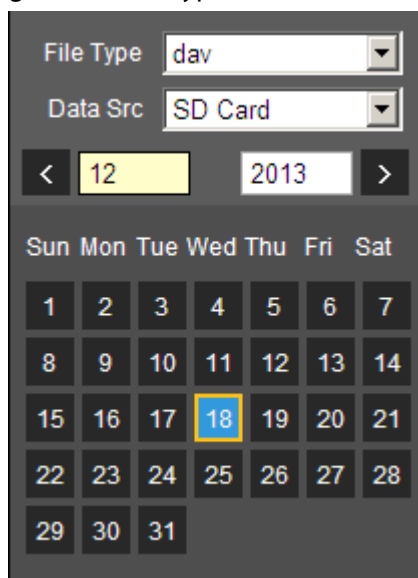 File Type dav
Data Src SD Card
< 12 2013 >
Sun Mon Tue Wed Thu Fri Sat
1 2 3 4 5 6 7
8 9 10 11 12 13 14
15 16 17 18 19 20 21
22 23 24 25 26 27 28
29 30 31